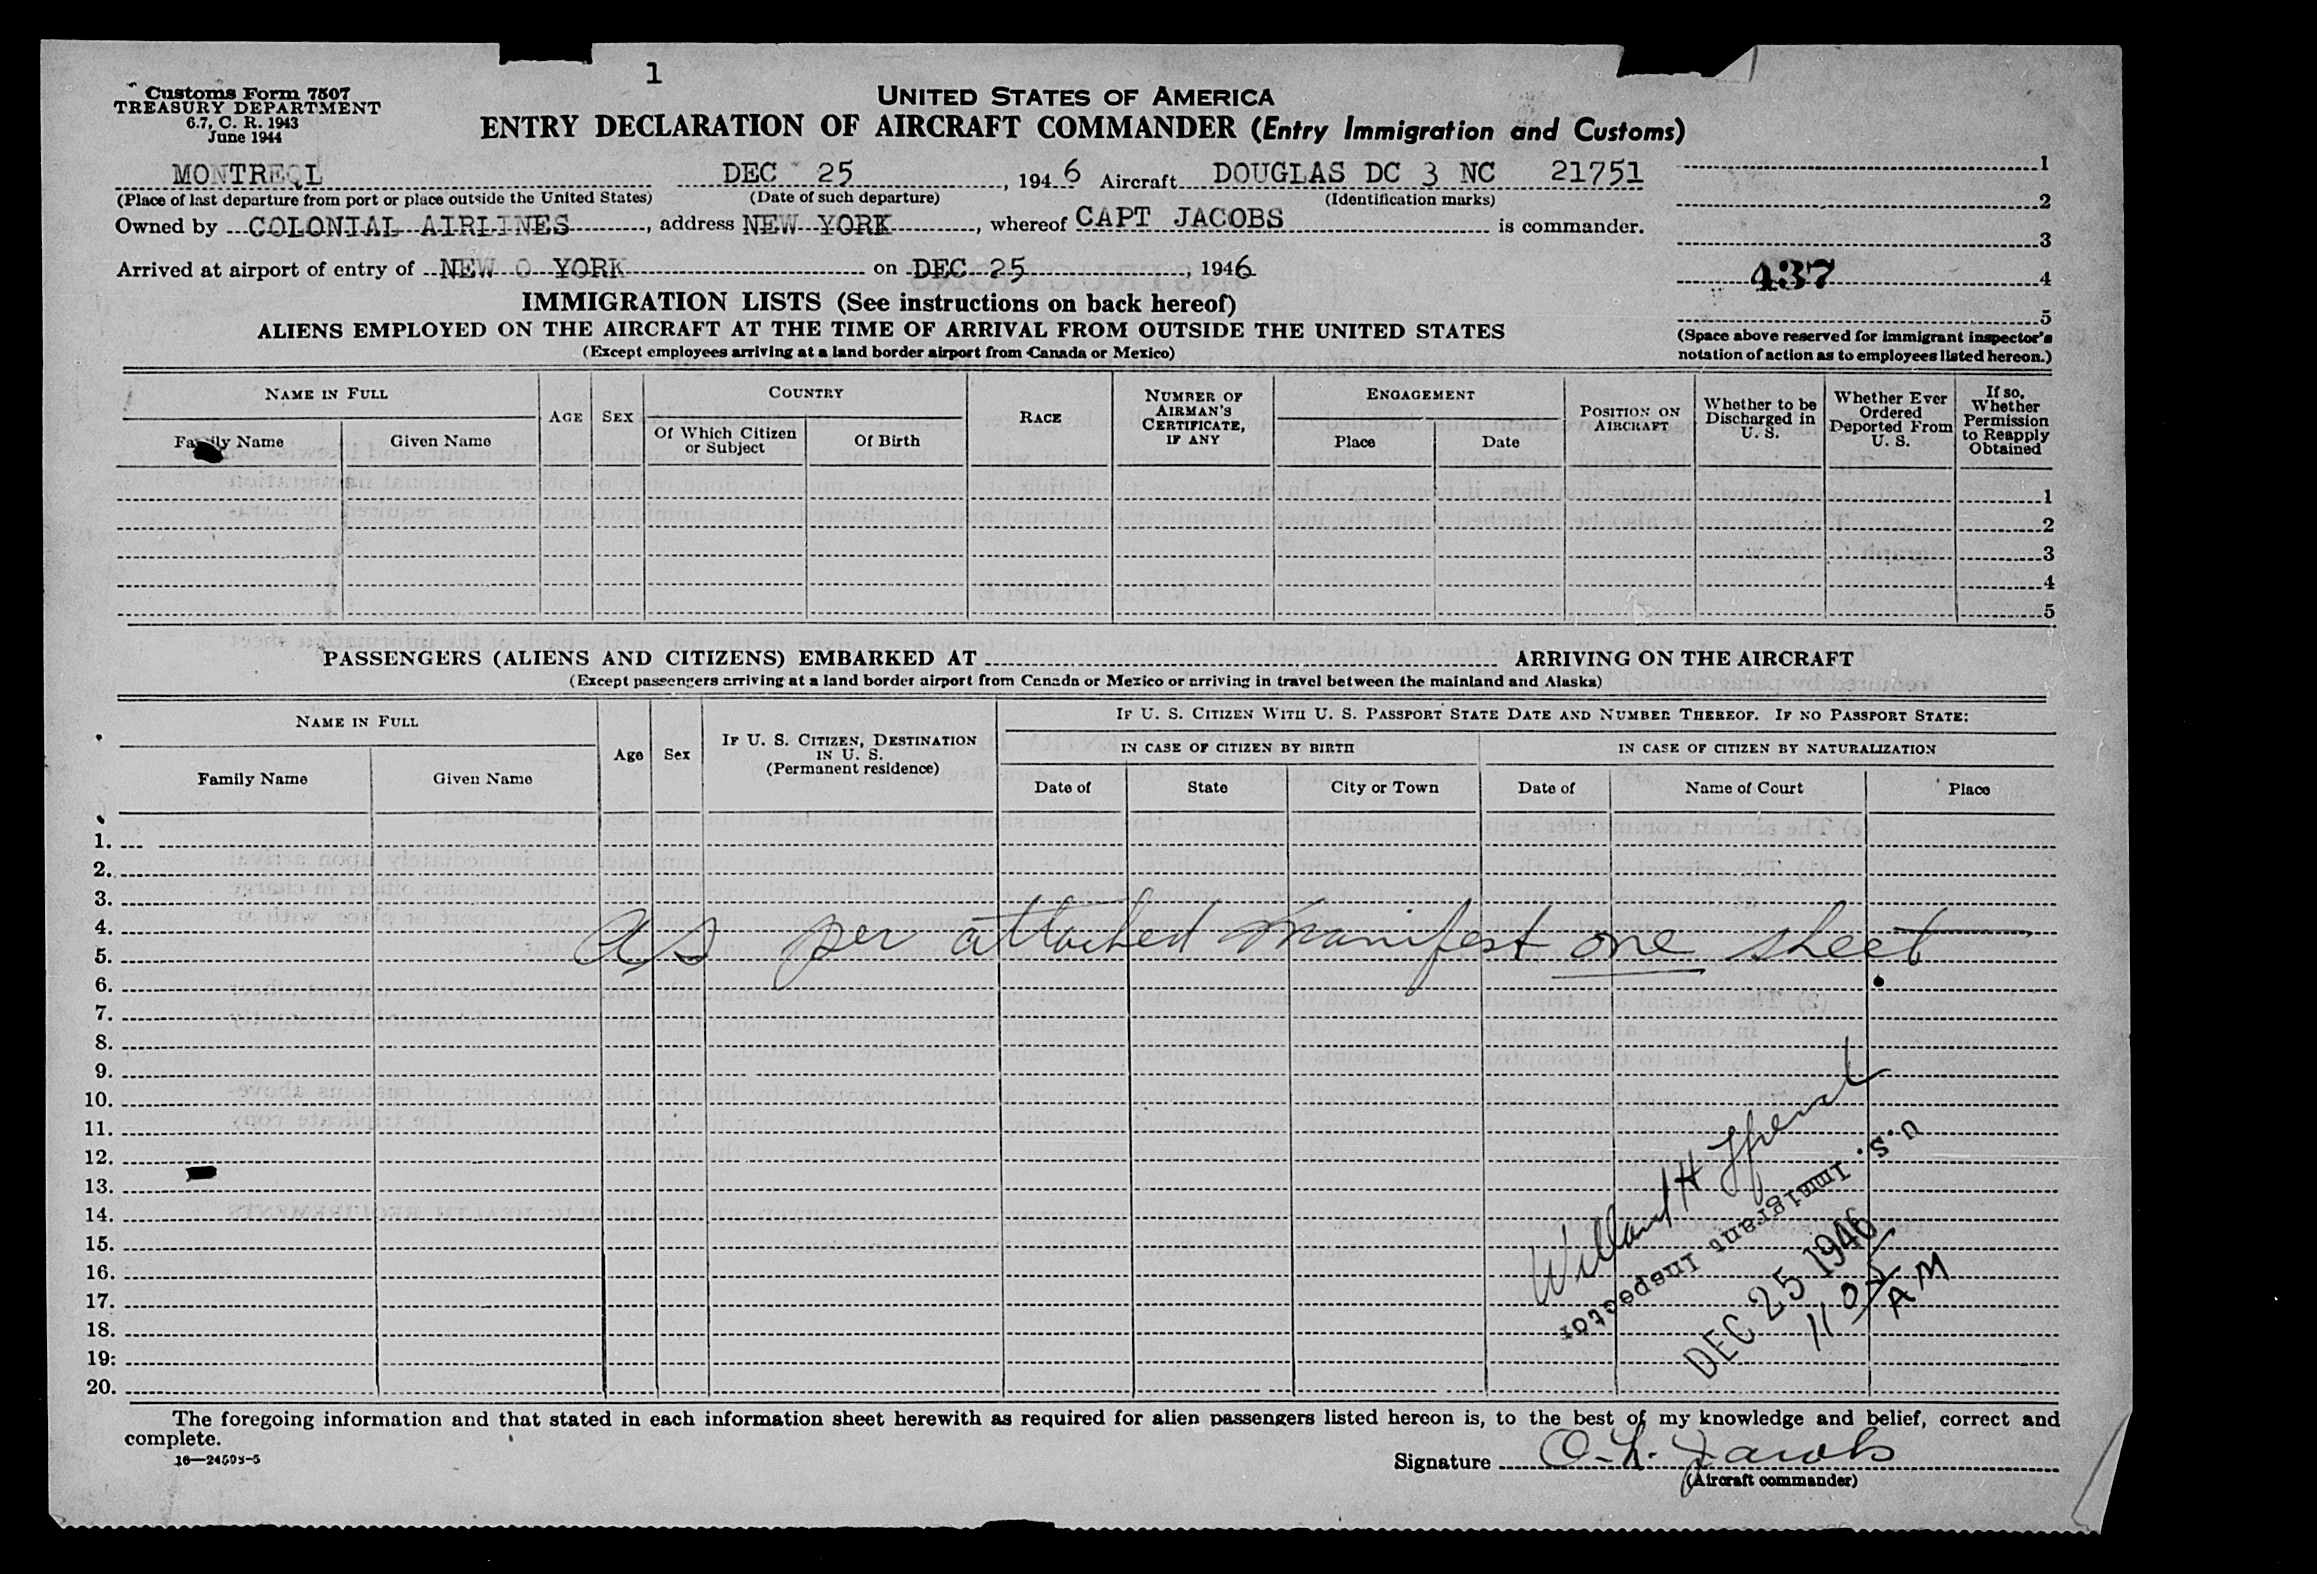 1
Customs Form 7507
TREASURY DEPARTMENT
6.7, C. R. 1943
June 1944
UNITED STATES OF AMERICA
ENTRY DECLARATION OF AIRCRAFT COMMANDER (Entry Immigration and Customs)
MONTREQL DEC 25, 1946 Aircraft DOUGLAS DC 3 NC 21751
(Place of last departure from port or place outside the United States) (Date of such departure) (Identification marks)
Owned by COLONIAL AIRLINES, address NEW YORK, whereof CAPT JACOBS is commander.
Arrived at airport of entry of NEW O YORK on DEC 25, 1946
1
2
3
437 4
5
(Space above reserved for immigrant inspector's
notation of action as to employees listed hereon.)
IMMIGRATION LISTS (See instructions on back hereof)
ALIENS EMPLOYED ON THE AIRCRAFT AT THE TIME OF ARRIVAL FROM OUTSIDE THE UNITED STATES
(Except employees arriving at a land border airport from Canada or Mexico)
NAME IN FULL
Family Name
Given Name
AGE
SEX
COUNTRY
Of Which Citizen
or Subject
Of Birth
RACE
NUMBER OF
AIRMAN'S
CERTIFICATE,
IF ANY
ENGAGEMENT
Place
Date
POSITION ON
AIRCRAFT
Whether to be
Discharged in
U. S.
Whether Ever
Ordered
Deported From
U. S.
If so,
Whether
Permission
to Reapply
Obtained
1
2
3
4
5
PASSENGERS (ALIENS AND CITIZENS) EMBARKED AT ARRIVING ON THE AIRCRAFT
(Except passengers arriving at a land border airport from Canada or Mexico or arriving in travel between the mainland and Alaska)
NAME IN FULL
Family Name
Given Name
Age
Sex
IF U. S. CITIZEN, DESTINATION
IN U. S.
(Permanent residence)
IF U. S. CITIZEN WITH U. S. PASSPORT STATE DATE AND NUMBER THEREOF. IF NO PASSPORT STATE:
IN CASE OF CITIZEN BY BIRTH
IN CASE OF CITIZEN BY NATURALIZATION
Date of
State
City or Town
Date of
Name of Court
Place
1.
2.
3.
4.
5.
as per attached manifest one sheet
6.
7.
8.
9.
10.
11.
12.
13.
14.
15.
16.
17.
18.
19.
20.
Willard H
U.S. Immigrant Inspector
DEC 25 1946
11 05
AM
The foregoing information and that stated in each information sheet herewith as required for alien passengers listed hereon is, to the best of my knowledge and belief, correct and
complete.
16—24593-5
Signature O. L. Jacobs
(Aircraft commander)